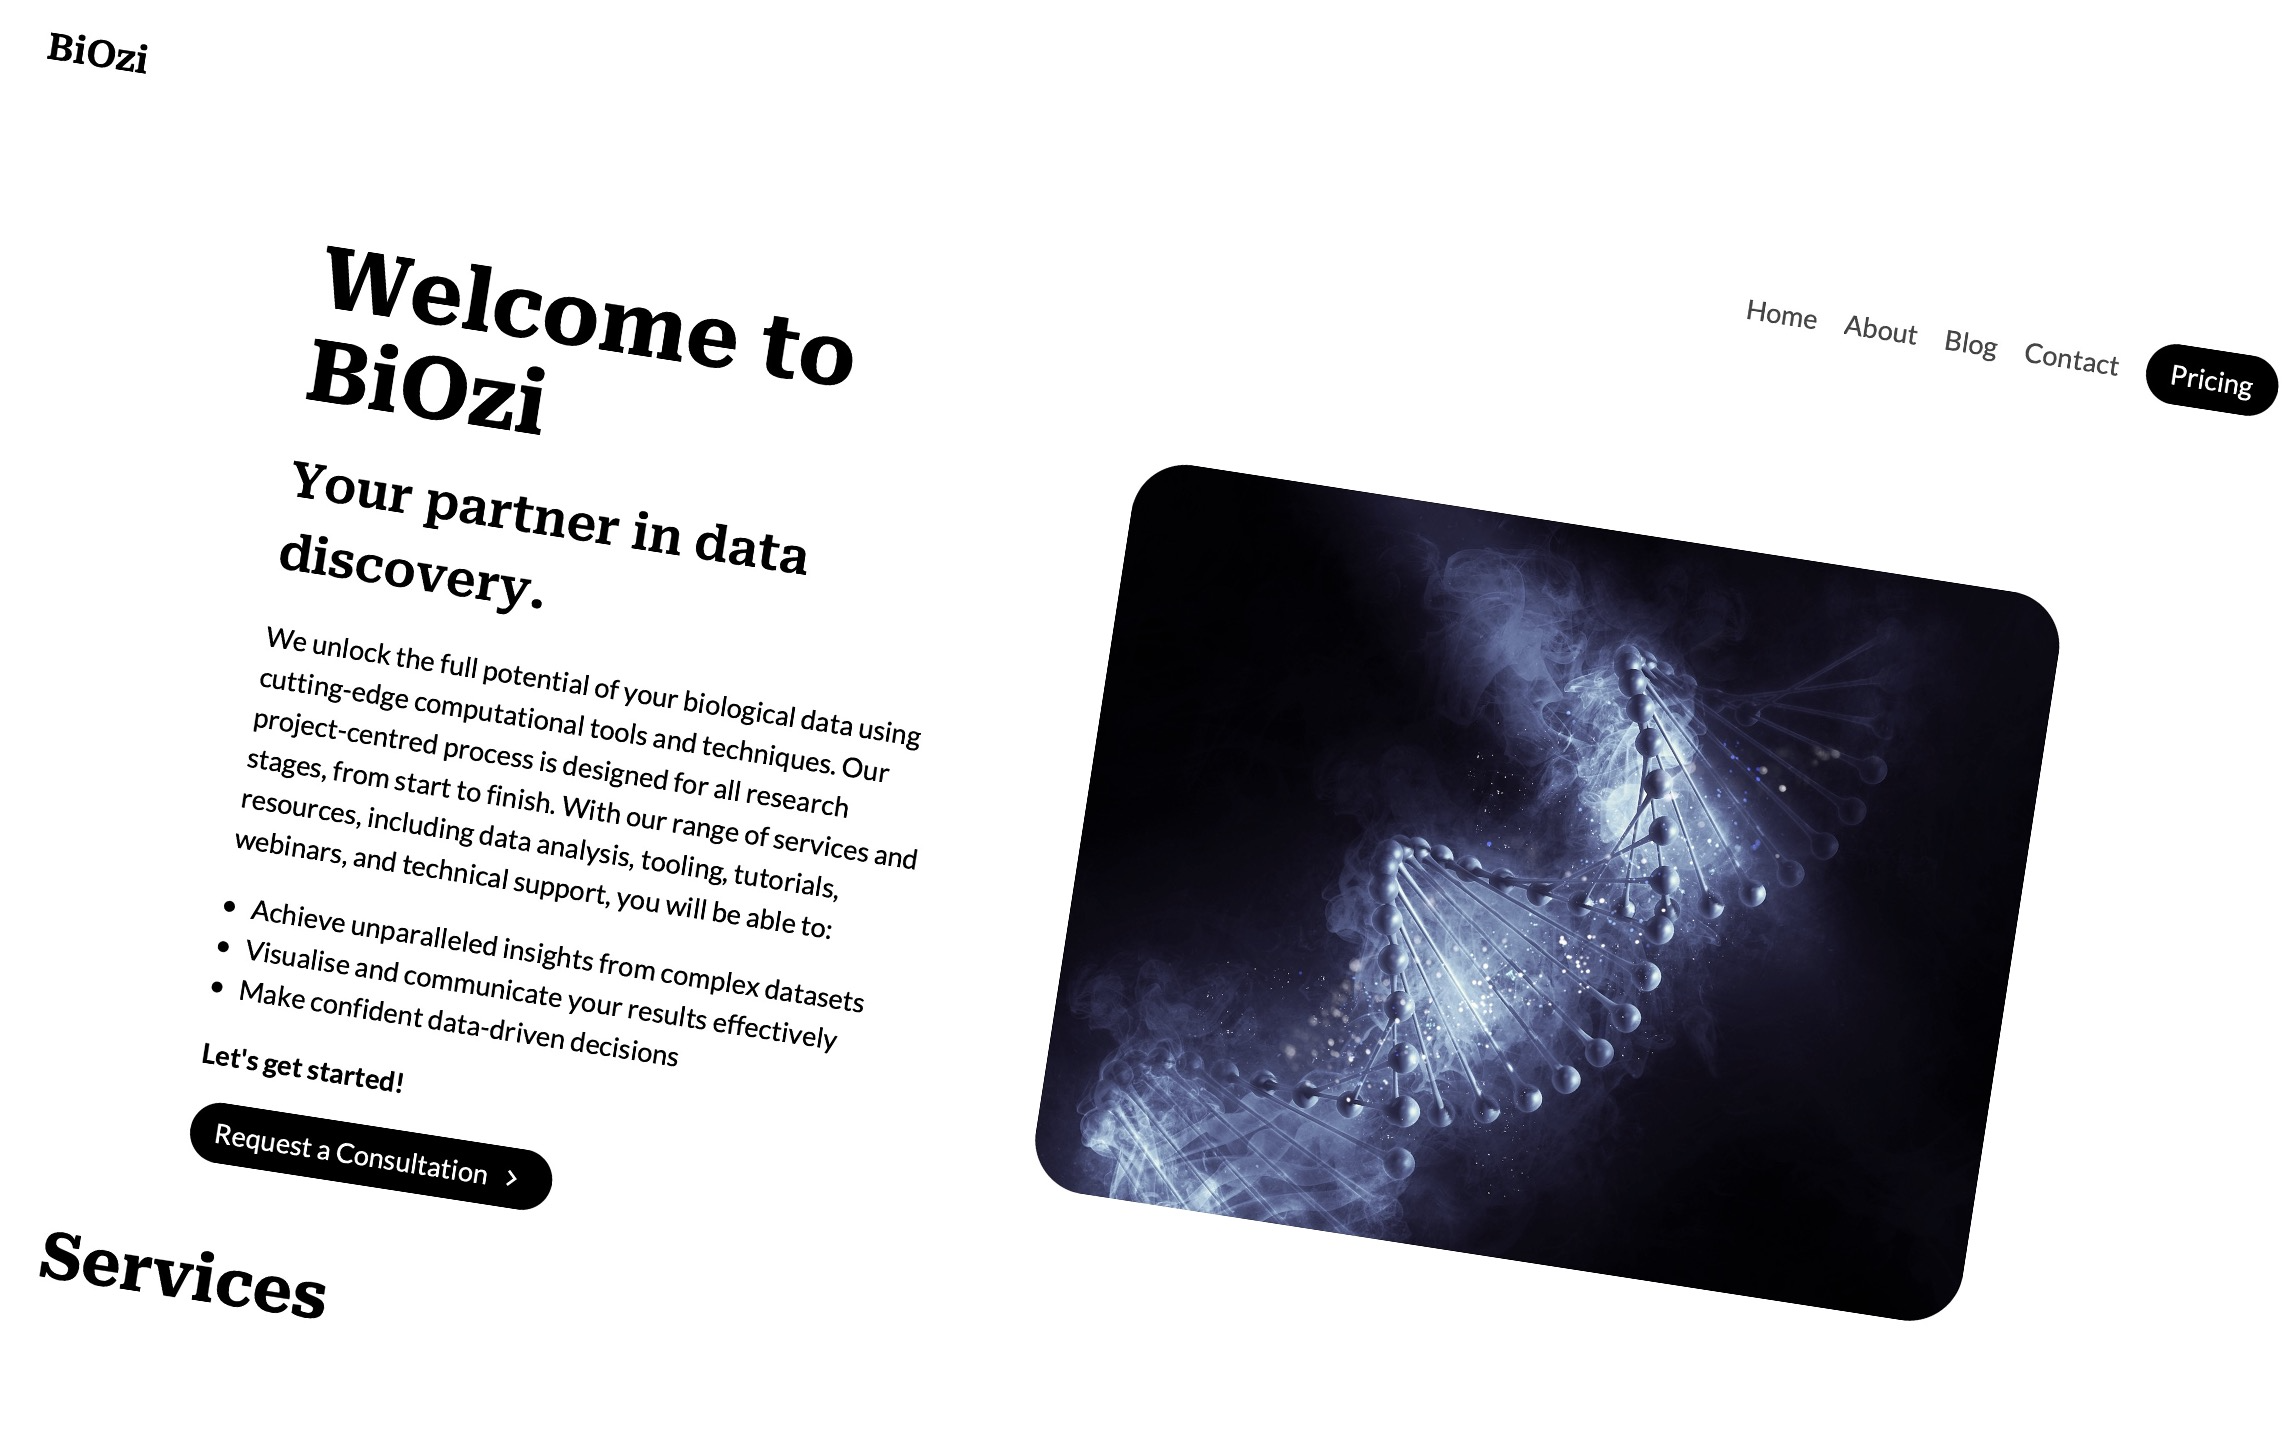 BiOzi
Home About Blog Contact Pricing
Welcome to
BiOzi
Your partner in data
discovery.
We unlock the full potential of your biological data using
cutting-edge computational tools and techniques. Our
project-centred process is designed for all research
stages, from start to finish. With our range of services and
resources, including data analysis, tooling, tutorials,
webinars, and technical support, you will be able to:
• Achieve unparalleled insights from complex datasets
• Visualise and communicate your results effectively
• Make confident data-driven decisions
Let's get started!
Request a Consultation
Services